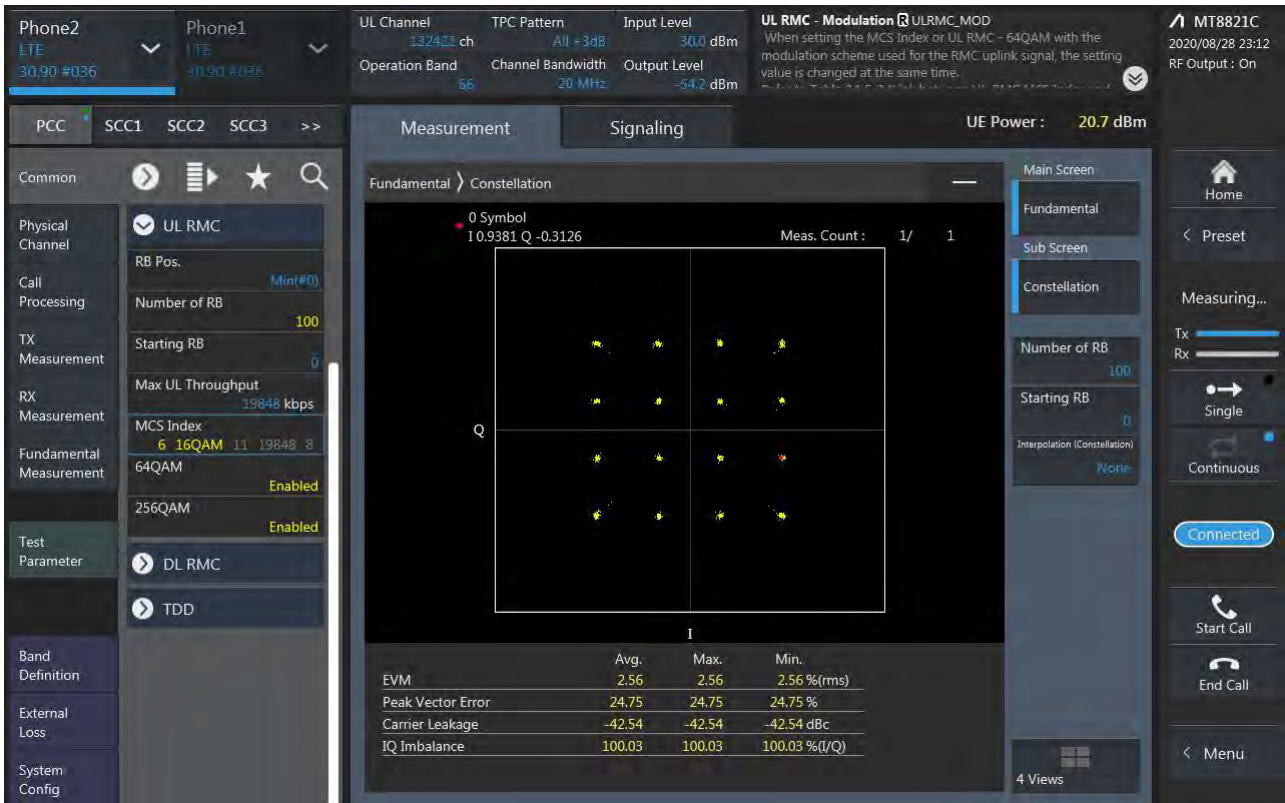 Phone2
LTE
30.90 #036
Phone1
LTE
30.90 #036
UL Channel
132422 ch
Operation Band
66
TPC Pattern
All +3dB
Channel Bandwidth
20 MHz
Input Level
30.0 dBm
Output Level
-54.2 dBm
UL RMC - Modulation R ULRMC_MOD
When setting the MCS Index or UL RMC - 64QAM with the
modulation scheme used for the RMC uplink signal, the setting
value is changed at the same time.
MT8821C
2020/08/28 23:12
RF Output : On
PCC SCC1 SCC2 SCC3 >>
Measurement
Signaling
UE Power : 20.7 dBm
Common
Physical
Channel
Call
Processing
TX
Measurement
RX
Measurement
Fundamental
Measurement
Test
Parameter
Band
Definition
External
Loss
System
Config
UL RMC
RB Pos.
Min(#0)
Number of RB
100
Starting RB
0
Max UL Throughput
19848 kbps
MCS Index
6 16QAM 11 19848 8
64QAM
Enabled
256QAM
Enabled
DL RMC
TDD
Fundamental > Constellation
0 Symbol
I 0.9381 Q -0.3126
Meas. Count : 1/ 1
Q
I
Avg. Max. Min.
EVM 2.56 2.56 2.56 %(rms)
Peak Vector Error 24.75 24.75 24.75 %
Carrier Leakage -42.54 -42.54 -42.54 dBc
IQ Imbalance 100.03 100.03 100.03 %(I/Q)
Main Screen
Fundamental
Sub Screen
Constellation
Number of RB
100
Starting RB
0
Interpolation (Constellation)
None
4 Views
Home
< Preset
Measuring...
Tx
Rx
Single
Continuous
Connected
Start Call
End Call
< Menu